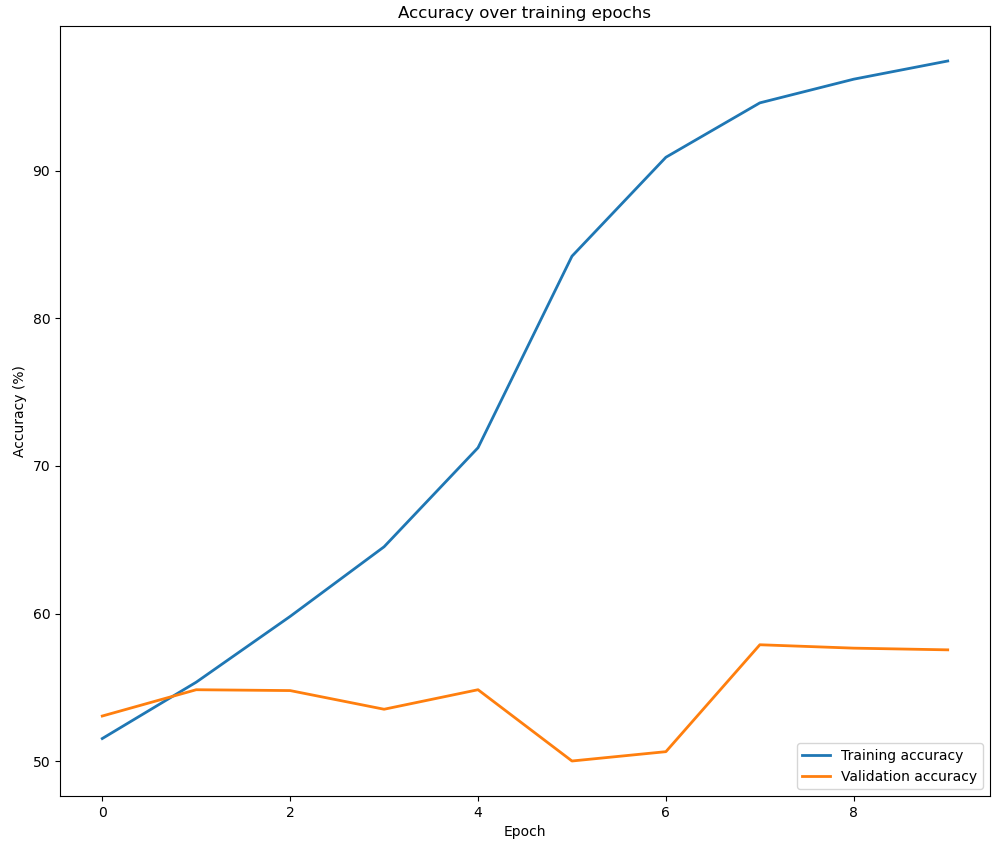 Accuracy over training epochs
90
80
70
60
50
Accuracy (%)
0 2 4 6 8
Epoch
Training accuracy
Validation accuracy